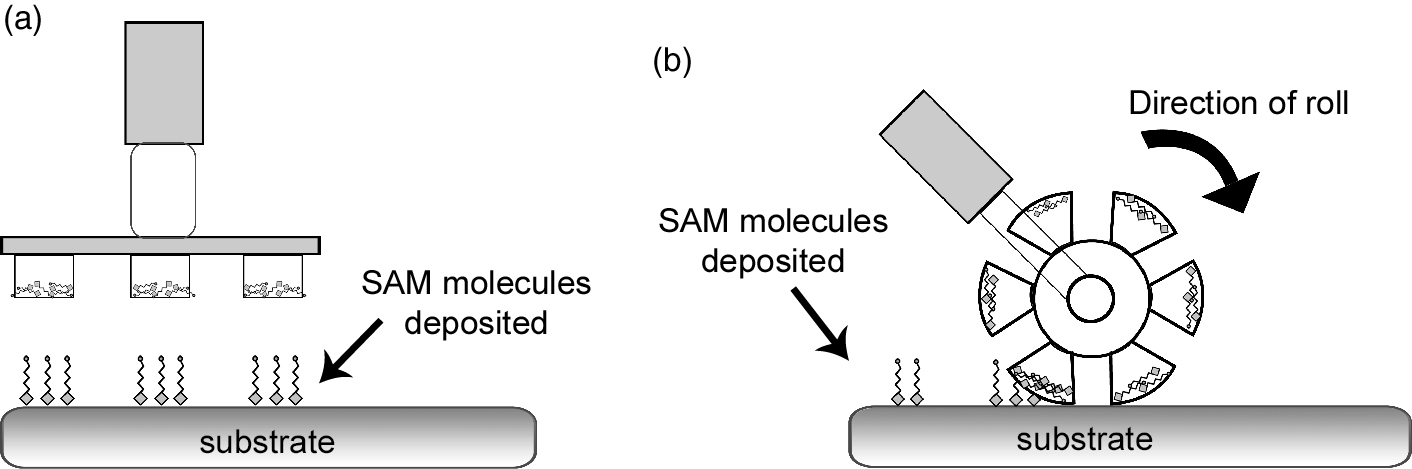 (a)
SAM molecules
deposited
substrate
(b)
Direction of roll
SAM molecules
deposited
substrate